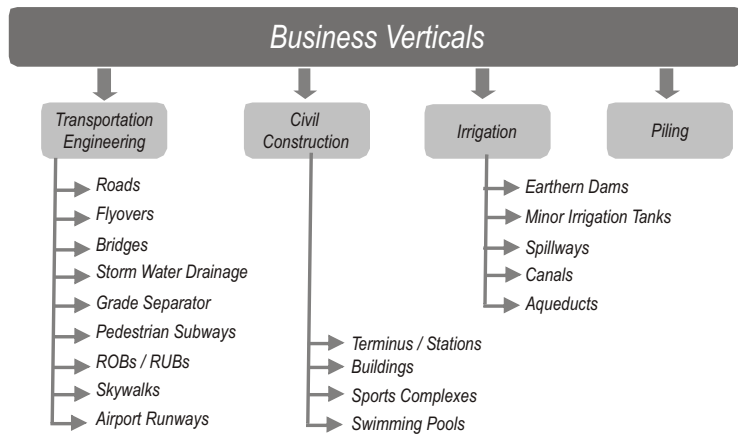 Business Verticals
Transportation
Engineering
Roads
Flyovers
Bridges
Storm Water Drainage
Grade Separator
Pedestrian Subways
ROBs / RUBs
Skywalks
Airport Runways
Civil
Construction
Terminus / Stations
Buildings
Sports Complexes
Swimming Pools
Irrigation
Earthern Dams
Minor Irrigation Tanks
Spillways
Canals
Aqueducts
Piling